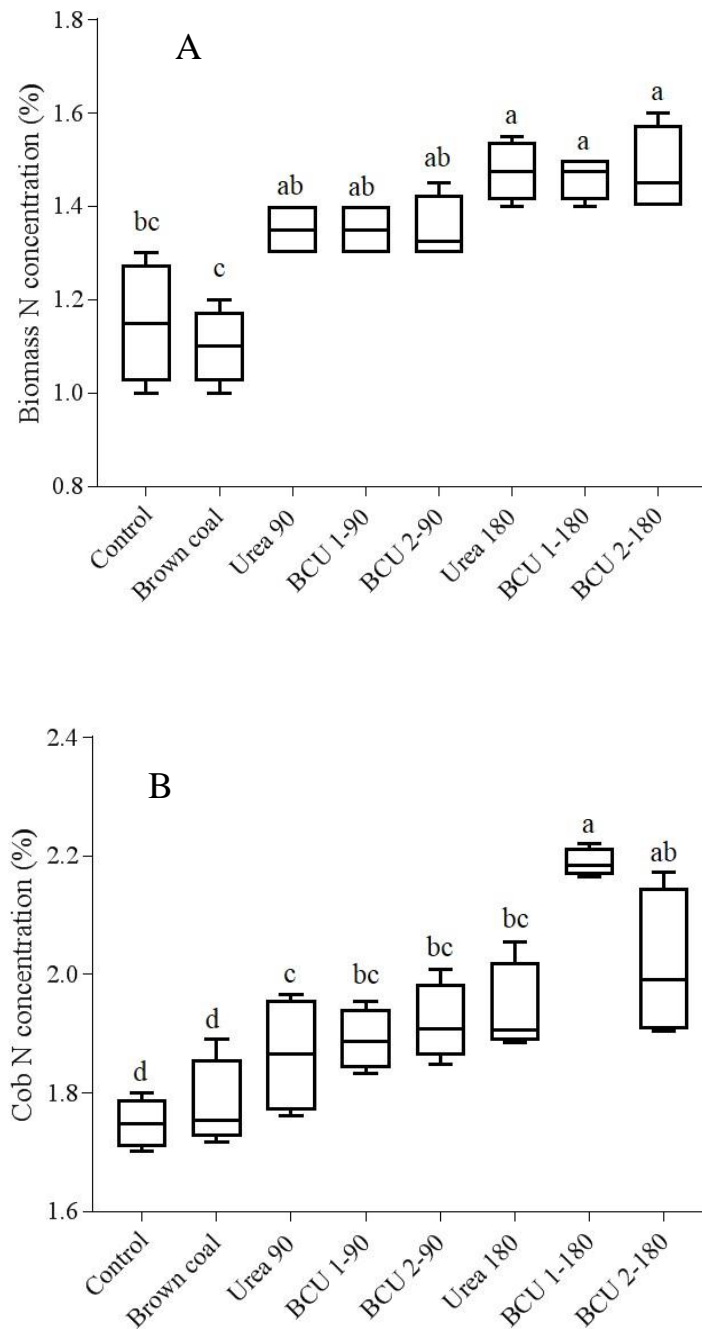 A
Biomass N concentration (%)
1.8
1.6
1.4
1.2
1.0
0.8
bc
c
ab
ab
ab
a
a
a
Control
Brown coal
Urea 90
BCU 1-90
BCU 2-90
Urea 180
BCU 1-180
BCU 2-180
B
Cob N concentration (%)
2.4
2.2
2.0
1.8
1.6
d
d
c
bc
bc
bc
a
ab
Control
Brown coal
Urea 90
BCU 1-90
BCU 2-90
Urea 180
BCU 1-180
BCU 2-180